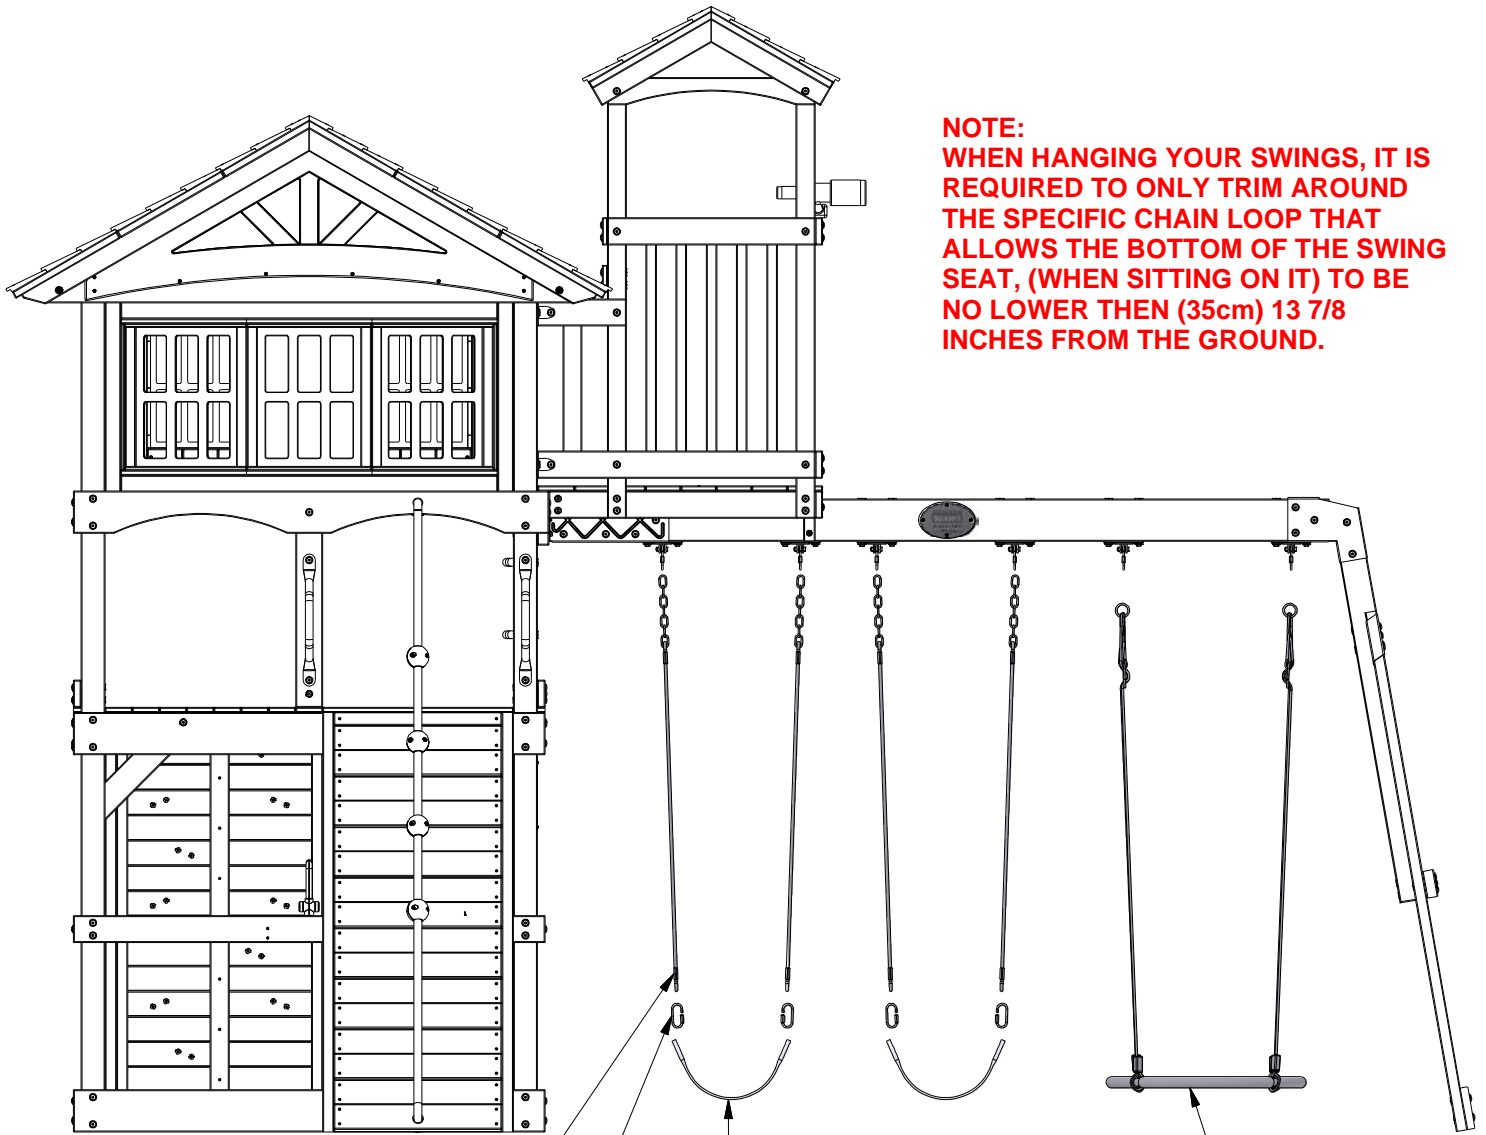 NOTE:
WHEN HANGING YOUR SWINGS, IT IS
REQUIRED TO ONLY TRIM AROUND
THE SPECIFIC CHAIN LOOP THAT
ALLOWS THE BOTTOM OF THE SWING
SEAT, (WHEN SITTING ON IT) TO BE
NO LOWER THEN (35cm) 13 7/8
INCHES FROM THE GROUND.